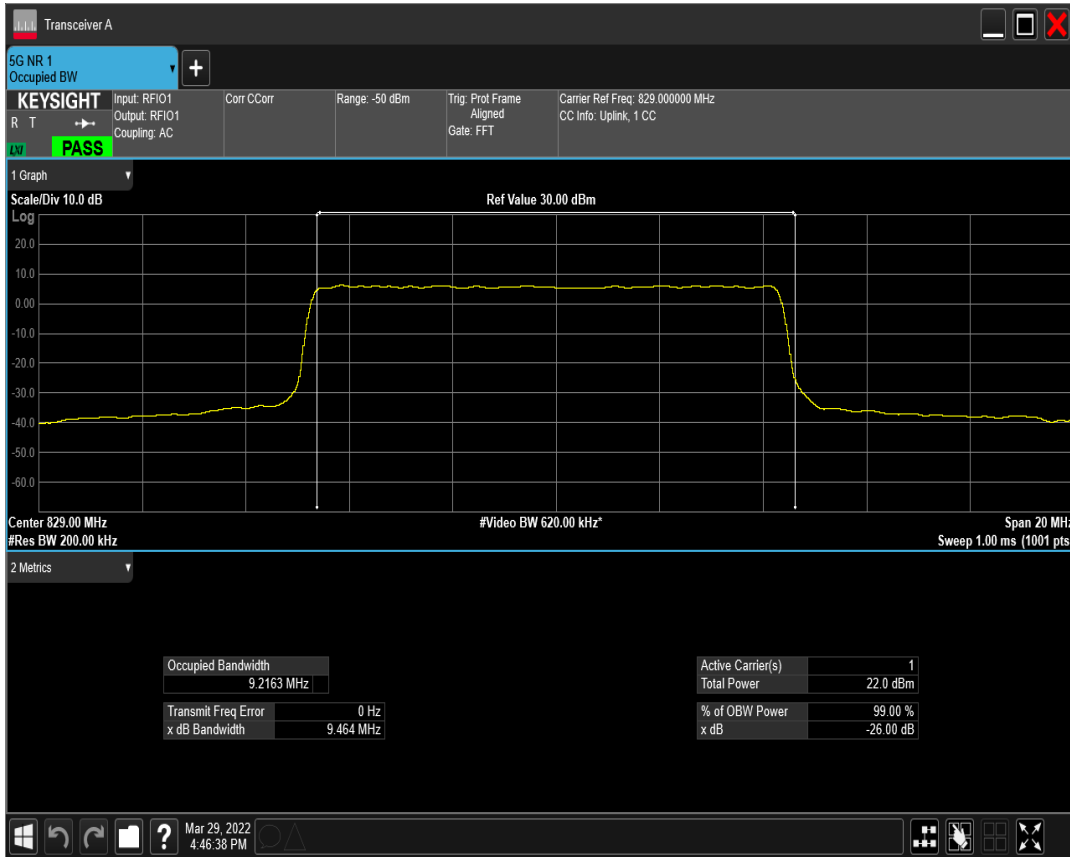 Transceiver A
5G NR 1
Occupied BW
KEYSIGHT
R T
LXI
PASS
Input: RFIO1
Output: RFIO1
Coupling: AC
Corr CCorr
Range: -50 dBm
Trig: Prot Frame
Aligned
Gate: FFT
Carrier Ref Freq: 829.000000 MHz
CC Info: Uplink, 1 CC
1 Graph
Scale/Div 10.0 dB
Ref Value 30.00 dBm
Log
20.0
10.0
0.00
-10.0
-20.0
-30.0
-40.0
-50.0
-60.0
Center 829.00 MHz
#Video BW 620.00 kHz*
Span 20 MHz
#Res BW 200.00 kHz
Sweep 1.00 ms (1001 pts
2 Metrics
Occupied Bandwidth
9.2163 MHz
Transmit Freq Error 0 Hz
x dB Bandwidth 9.464 MHz
Active Carrier(s) 1
Total Power 22.0 dBm
% of OBW Power 99.00 %
x dB -26.00 dB
?
Mar 29, 2022
4:46:38 PM